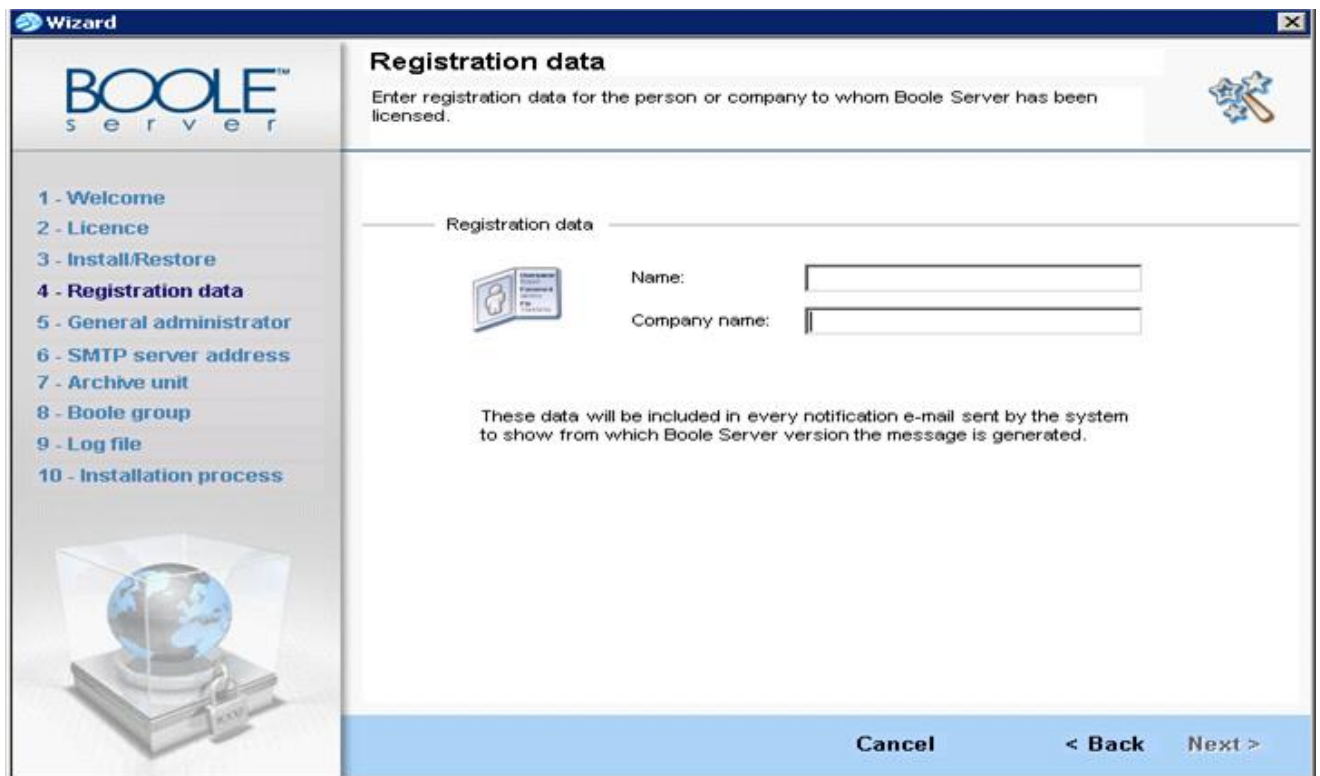 Wizard
BOOLE™
server
Registration data
Enter registration data for the person or company to whom Boole Server has been
licensed.
1 - Welcome
2 - Licence
3 - Install/Restore
4 - Registration data
5 - General administrator
6 - SMTP server address
7 - Archive unit
8 - Boole group
9 - Log file
10 - Installation process
Registration data
Name:
Company name:
These data will be included in every notification e-mail sent by the system
to show from which Boole Server version the message is generated.
Cancel
< Back
Next >